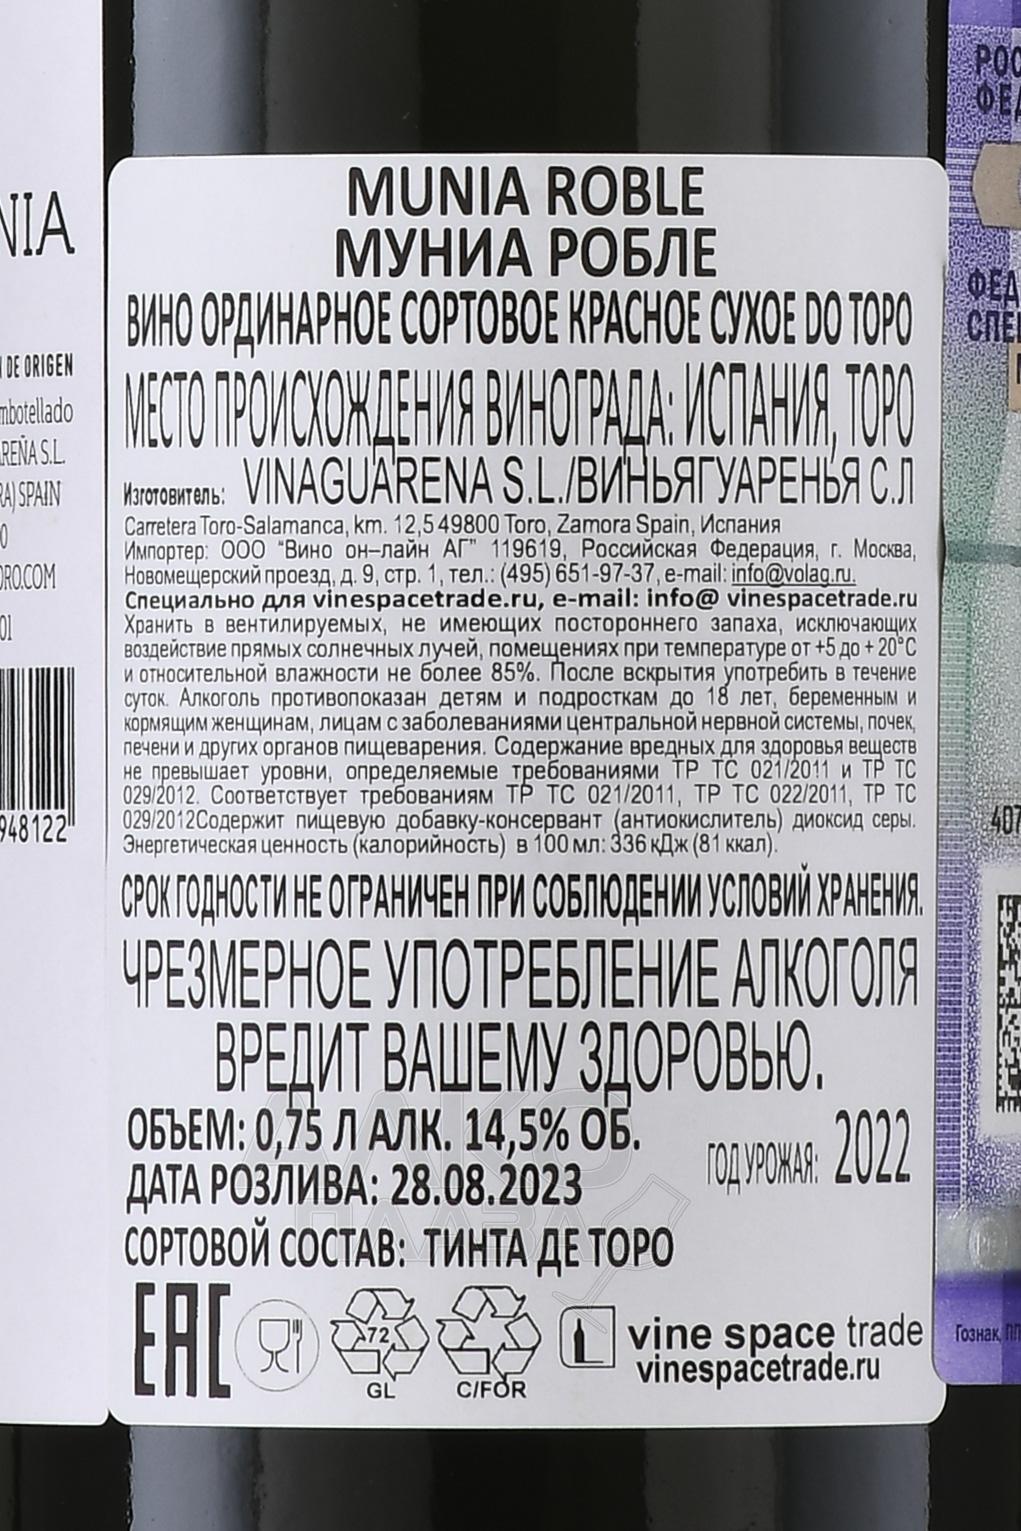 NIA
DE ORIGEN
mbotellado
AREÑA S.L.
RA) SPAIN
0
ORO.COM
01
948122
MUNIA ROBLE
МУНИА РОБЛЕ
ВИНО ОРДИНАРНОЕ СОРТОВОЕ КРАСНОЕ СУХОЕ DO ТОРО
МЕСТО ПРОИСХОЖДЕНИЯ ВИНОГРАДА: ИСПАНИЯ, ТОРО
Изготовитель: VINAGUARENA S.L./ВИНЬЯГУАРЕНЬЯ С.Л
Carretera Toro-Salamanca, km. 12,5 49800 Toro, Zamora Spain, Испания
Импортер: ООО "Вино он–лайн АГ" 119619, Российская Федерация, г. Москва,
Новомещерский проезд, д. 9, стр. 1, тел.: (495) 651-97-37, e-mail: info@volag.ru.
Специально для vinespacetrade.ru, e-mail: info@ vinespacetrade.ru
Хранить в вентилируемых, не имеющих постороннего запаха, исключающих
воздействие прямых солнечных лучей, помещениях при температуре от +5 до + 20°С
и относительной влажности не более 85%. После вскрытия употребить в течение
суток. Алкоголь противопоказан детям и подросткам до 18 лет, беременным и
кормящим женщинам, лицам с заболеваниями центральной нервной системы, почек,
печени и других органов пищеварения. Содержание вредных для здоровья веществ
не превышает уровни, определяемые требованиями ТР ТС 021/2011 и ТР ТС
029/2012. Соответствует требованиям ТР ТС 021/2011, ТР ТС 022/2011, ТР ТС
029/2012Содержит пищевую добавку-консервант (антиокислитель) диоксид серы.
Энергетическая ценность (калорийность) в 100 мл: 336 кДж (81 ккал).
СРОК ГОДНОСТИ НЕ ОГРАНИЧЕН ПРИ СОБЛЮДЕНИИ УСЛОВИЙ ХРАНЕНИЯ.
ЧРЕЗМЕРНОЕ УПОТРЕБЛЕНИЕ АЛКОГОЛЯ
ВРЕДИТ ВАШЕМУ ЗДОРОВЬЮ.
ОБЪЕМ: 0,75 Л АЛК. 14,5% ОБ.
ГОД УРОЖАЯ: 2022
ДАТА РОЗЛИВА: 28.08.2023
СОРТОВОЙ СОСТАВ: ТИНТА ДЕ ТОРО
EAC
72
GL
C/FOR
vine space trade
vinespacetrade.ru
АЛКО
ПЛАЗА
РОС
ФЕД
ФЕД
СПЕ
407
Гознак, ПП